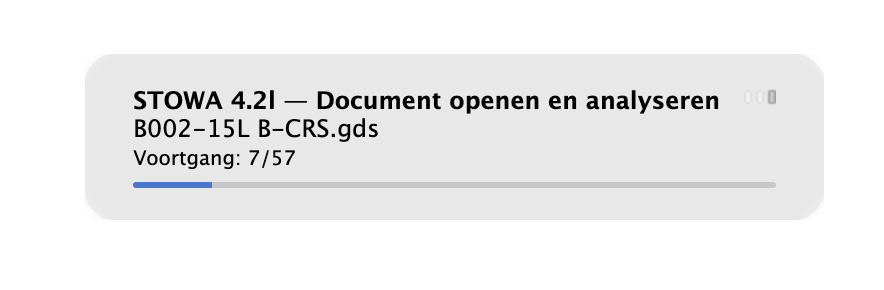 STOWA 4.2l — Document openen en analyseren
B002-15L B-CRS.gds
Voortgang: 7/57